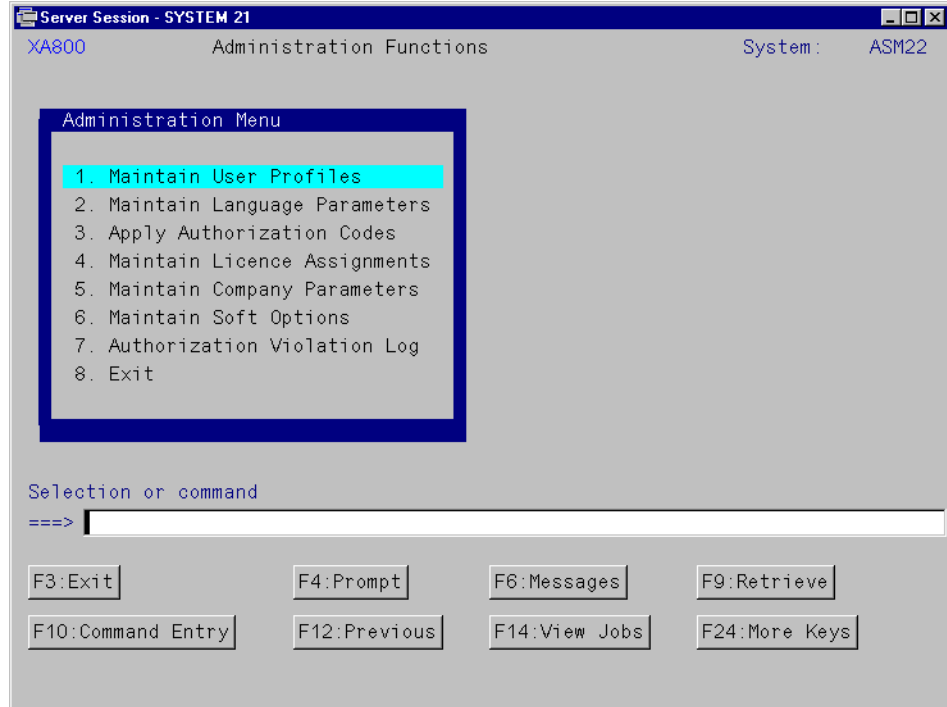 Server Session - SYSTEM 21
XA800 Administration Functions System: ASM22
Administration Menu
1. Maintain User Profiles
2. Maintain Language Parameters
3. Apply Authorization Codes
4. Maintain Licence Assignments
5. Maintain Company Parameters
6. Maintain Soft Options
7. Authorization Violation Log
8. Exit
Selection or command
===>
F3:Exit F4:Prompt F6:Messages F9:Retrieve
F10:Command Entry F12:Previous F14:View Jobs F24:More Keys